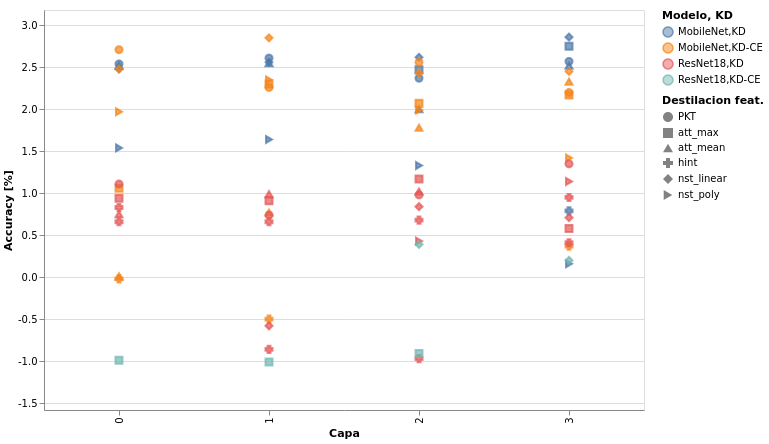 3.0
2.5
2.0
1.5
1.0
0.5
0.0
-0.5
-1.0
-1.5
Accuracy [%]
0
1
2
3
Capa
Modelo, KD
MobileNet,KD
MobileNet,KD-CE
ResNet18,KD
ResNet18,KD-CE
Destilacion feat.
PKT
att_max
att_mean
hint
nst_linear
nst_poly